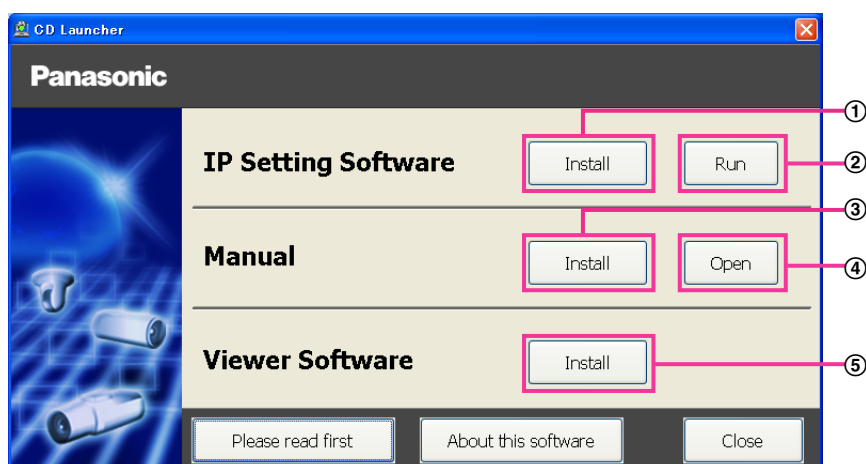 CD Launcher
Panasonic
①
IP Setting Software Install Run ②
③
Manual Install Open ④
Viewer Software Install ⑤
Please read first About this software Close